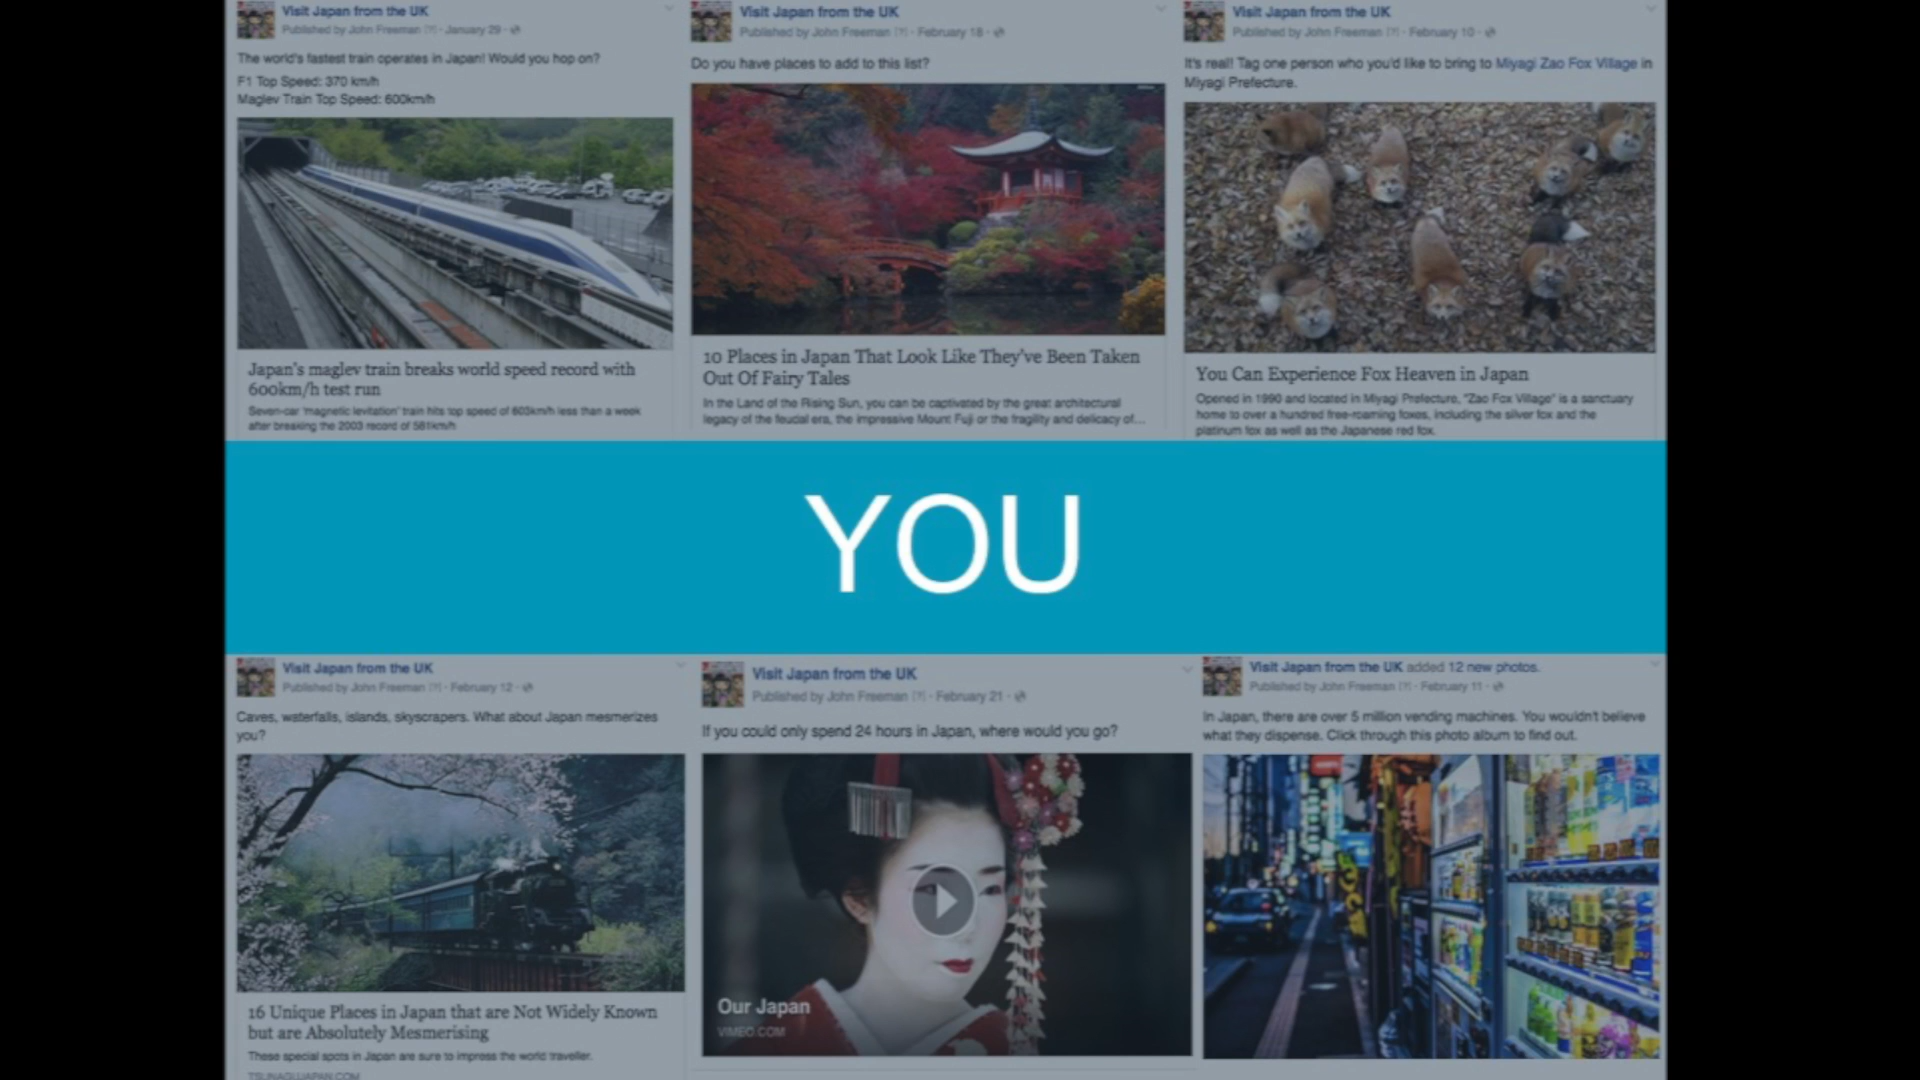 Visit Japan from the UK
Published by John Freeman [?] · January 29 ·
The world's fastest train operates in Japan! Would you hop on?
F1 Top Speed: 370 km/h
Maglev Train Top Speed: 600km/h
Japan's maglev train breaks world speed record with
600km/h test run
Seven-car 'magnetic levitation' train hits top speed of 603km/h less than a week
after breaking the 2003 record of 581km/h
Visit Japan from the UK
Published by John Freeman [?] · February 18 ·
Do you have places to add to this list?
10 Places in Japan That Look Like They've Been Taken
Out Of Fairy Tales
In the Land of the Rising Sun, you can be captivated by the great architectural
legacy of the feudal era, the impressive Mount Fuji or the fragility and delicacy of...
Visit Japan from the UK
Published by John Freeman [?] · February 10 ·
It's real! Tag one person who you'd like to bring to Miyagi Zao Fox Village in
Miyagi Prefecture.
You Can Experience Fox Heaven in Japan
Opened in 1990 and located in Miyagi Prefecture, "Zao Fox Village" is a sanctuary
home to over a hundred free-roaming foxes, including the silver fox and the
platinum fox as well as the Japanese red fox.
YOU
Visit Japan from the UK
Published by John Freeman [?] · February 12 ·
Caves, waterfalls, islands, skyscrapers. What about Japan mesmerizes
you?
16 Unique Places in Japan that are Not Widely Known
but are Absolutely Mesmerising
These special spots in Japan are sure to impress the world traveller.
TSUNAGUJAPAN.COM
Visit Japan from the UK
Published by John Freeman [?] · February 21 ·
If you could only spend 24 hours in Japan, where would you go?
Our Japan
VIMEO.COM
Visit Japan from the UK added 12 new photos.
Published by John Freeman [?] · February 11 ·
In Japan, there are over 5 million vending machines. You wouldn't believe
what they dispense. Click through this photo album to find out.